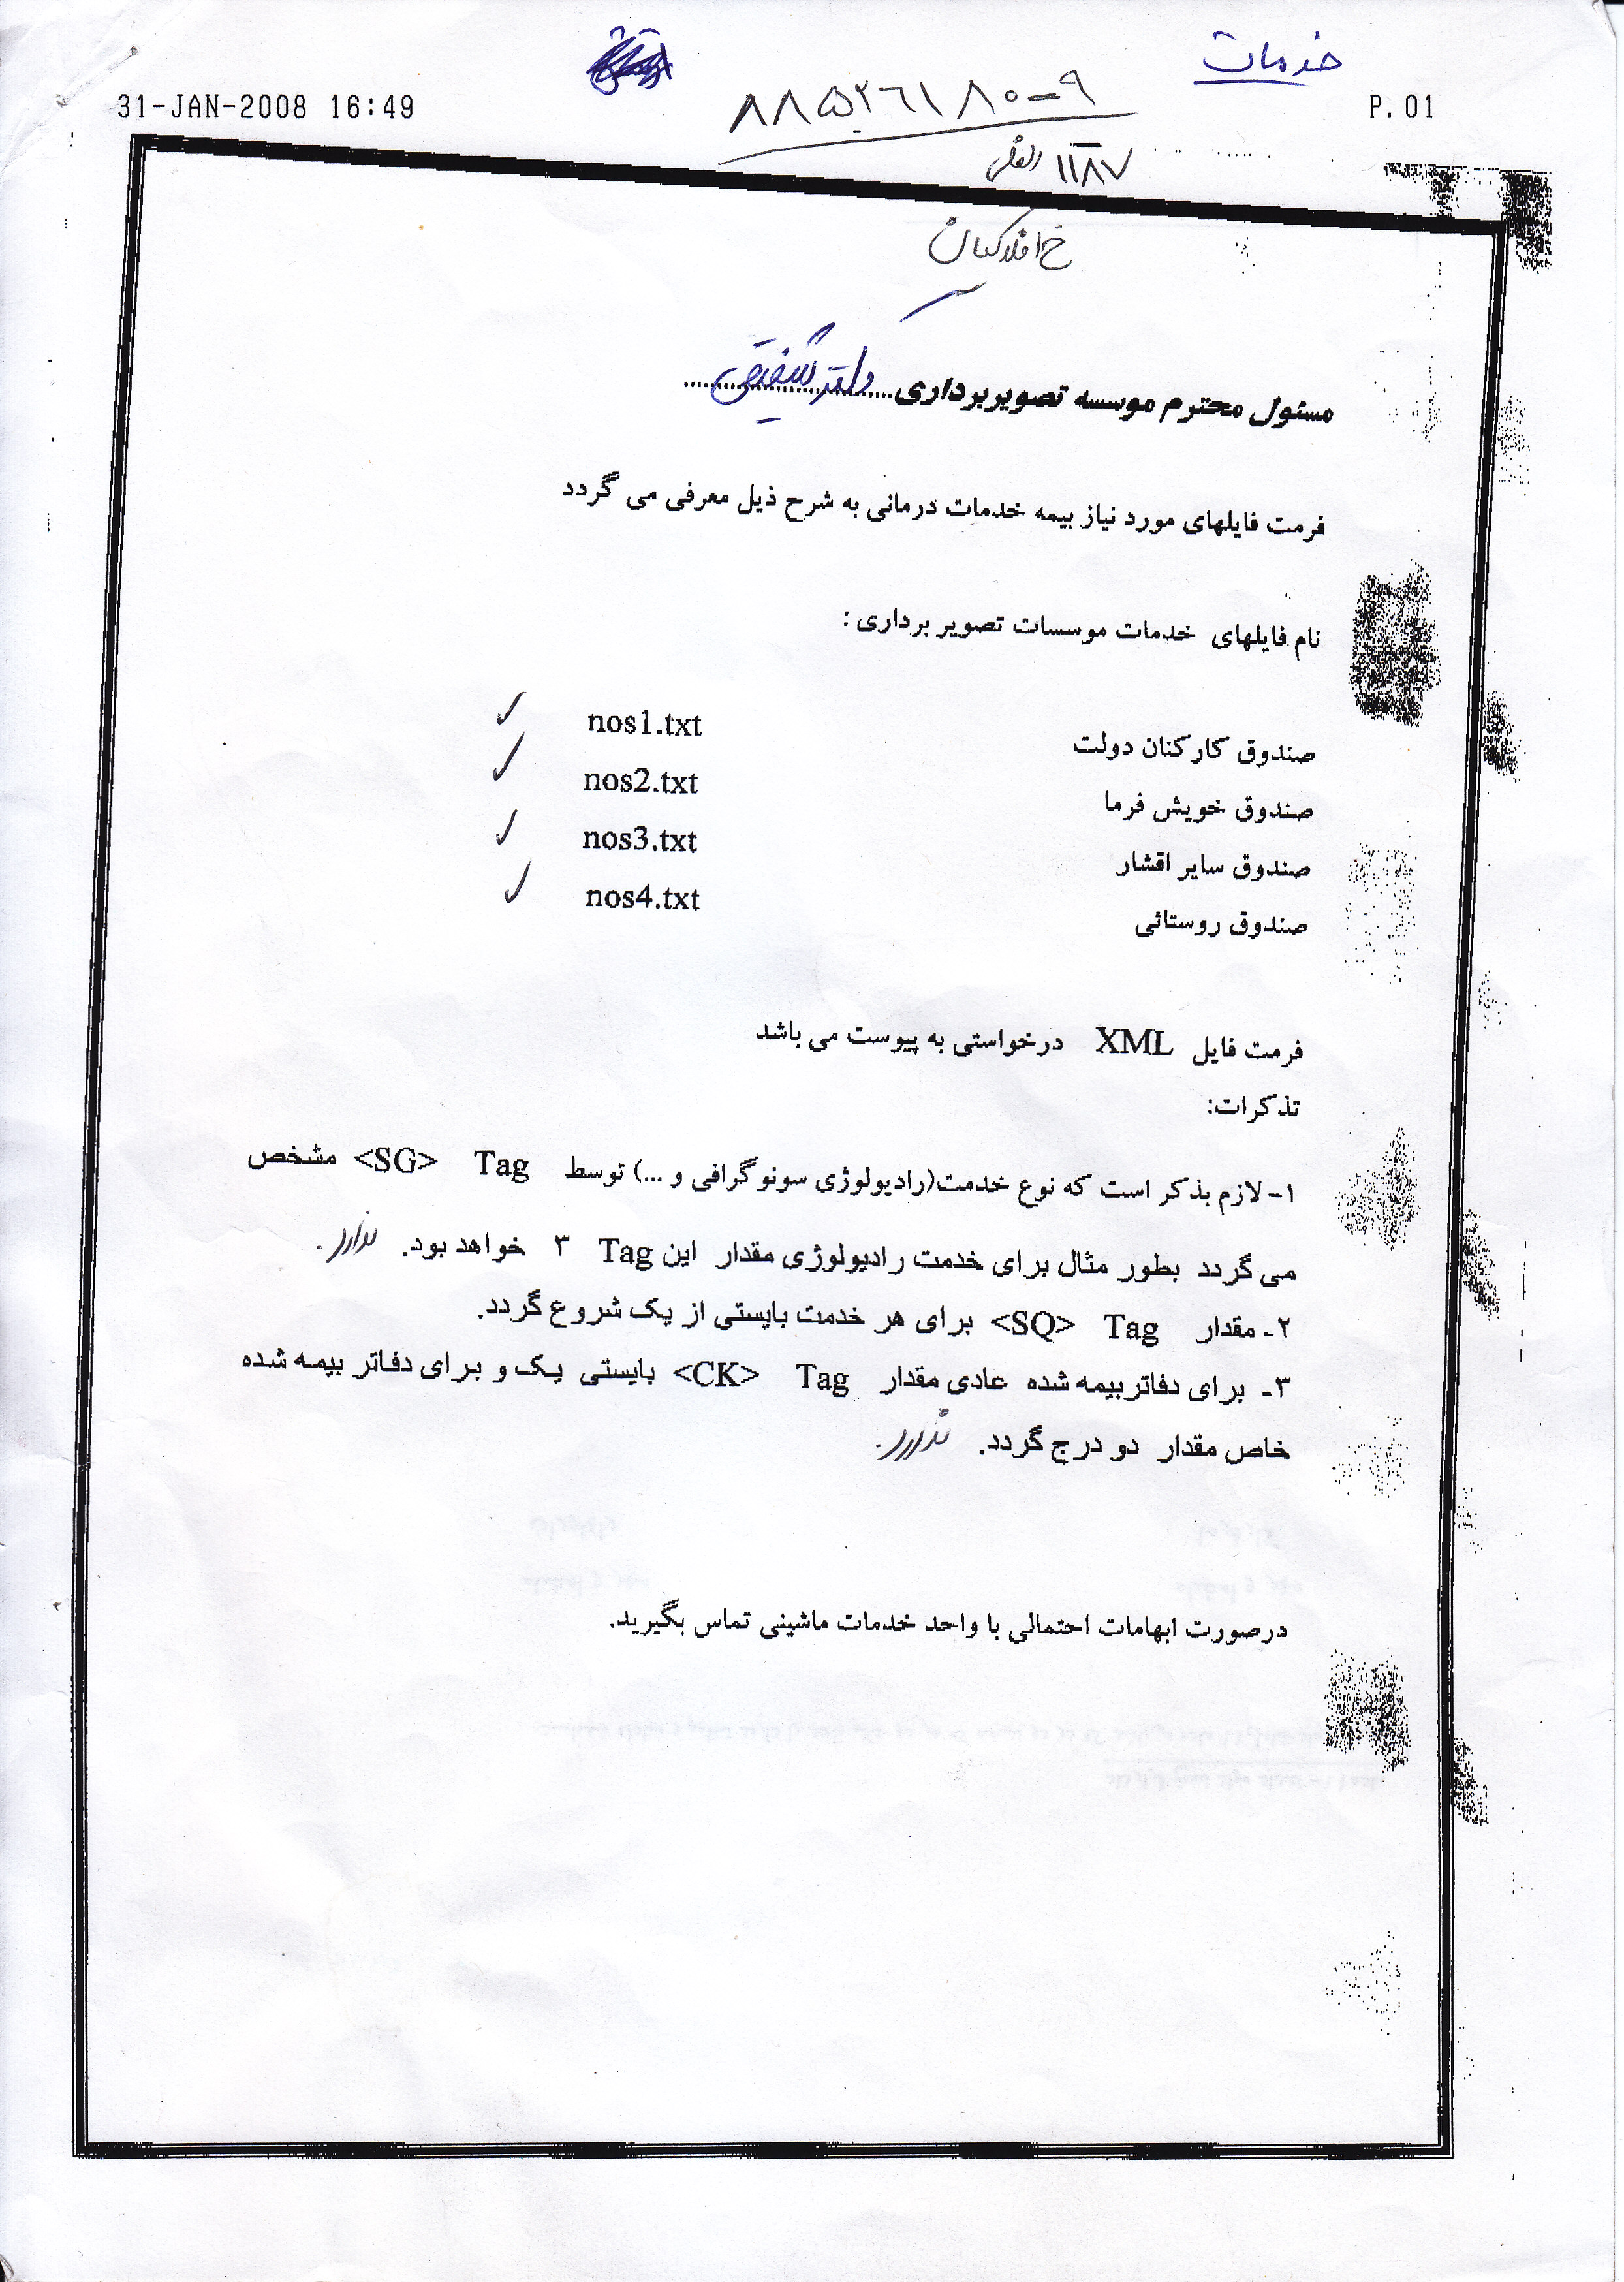 خدمات
31-JAN-2008 16:49
P.01
۸۸۵۲۶۱۸۰-۹
۱۱۸۷
مسئول محترم موسسه تصویربرداری.................... دکتر شفیقی
فرمت فایلهای مورد نیاز بیمه خدمات درمانی به شرح ذیل معرفی می گردد
نام فایلهای خدمات موسسات تصویر برداری :
صندوق کارکنان دولت nos1.txt ✓
صندوق خویش فرما nos2.txt ✓
صندوق سایر اقشار nos3.txt ✓
صندوق روستائی nos4.txt ✓
فرمت فایل XML درخواستی به پیوست می باشد
تذکرات:
۱- لازم بذکر است که نوع خدمت(رادیولوژی سونوگرافی و ...) توسط Tag <SG> مشخص
می گردد بطور مثال برای خدمت رادیولوژی مقدار این Tag ۳ خواهد بود. ندارد.
۲- مقدار Tag <SQ> برای هر خدمت بایستی از یک شروع گردد.
۳- برای دفاتر بیمه شده عادی مقدار Tag <CK> بایستی یک و برای دفاتر بیمه شده
خاص مقدار دو درج گردد. ندارد.
درصورت ابهامات احتمالی با واحد خدمات ماشینی تماس بگیرید.